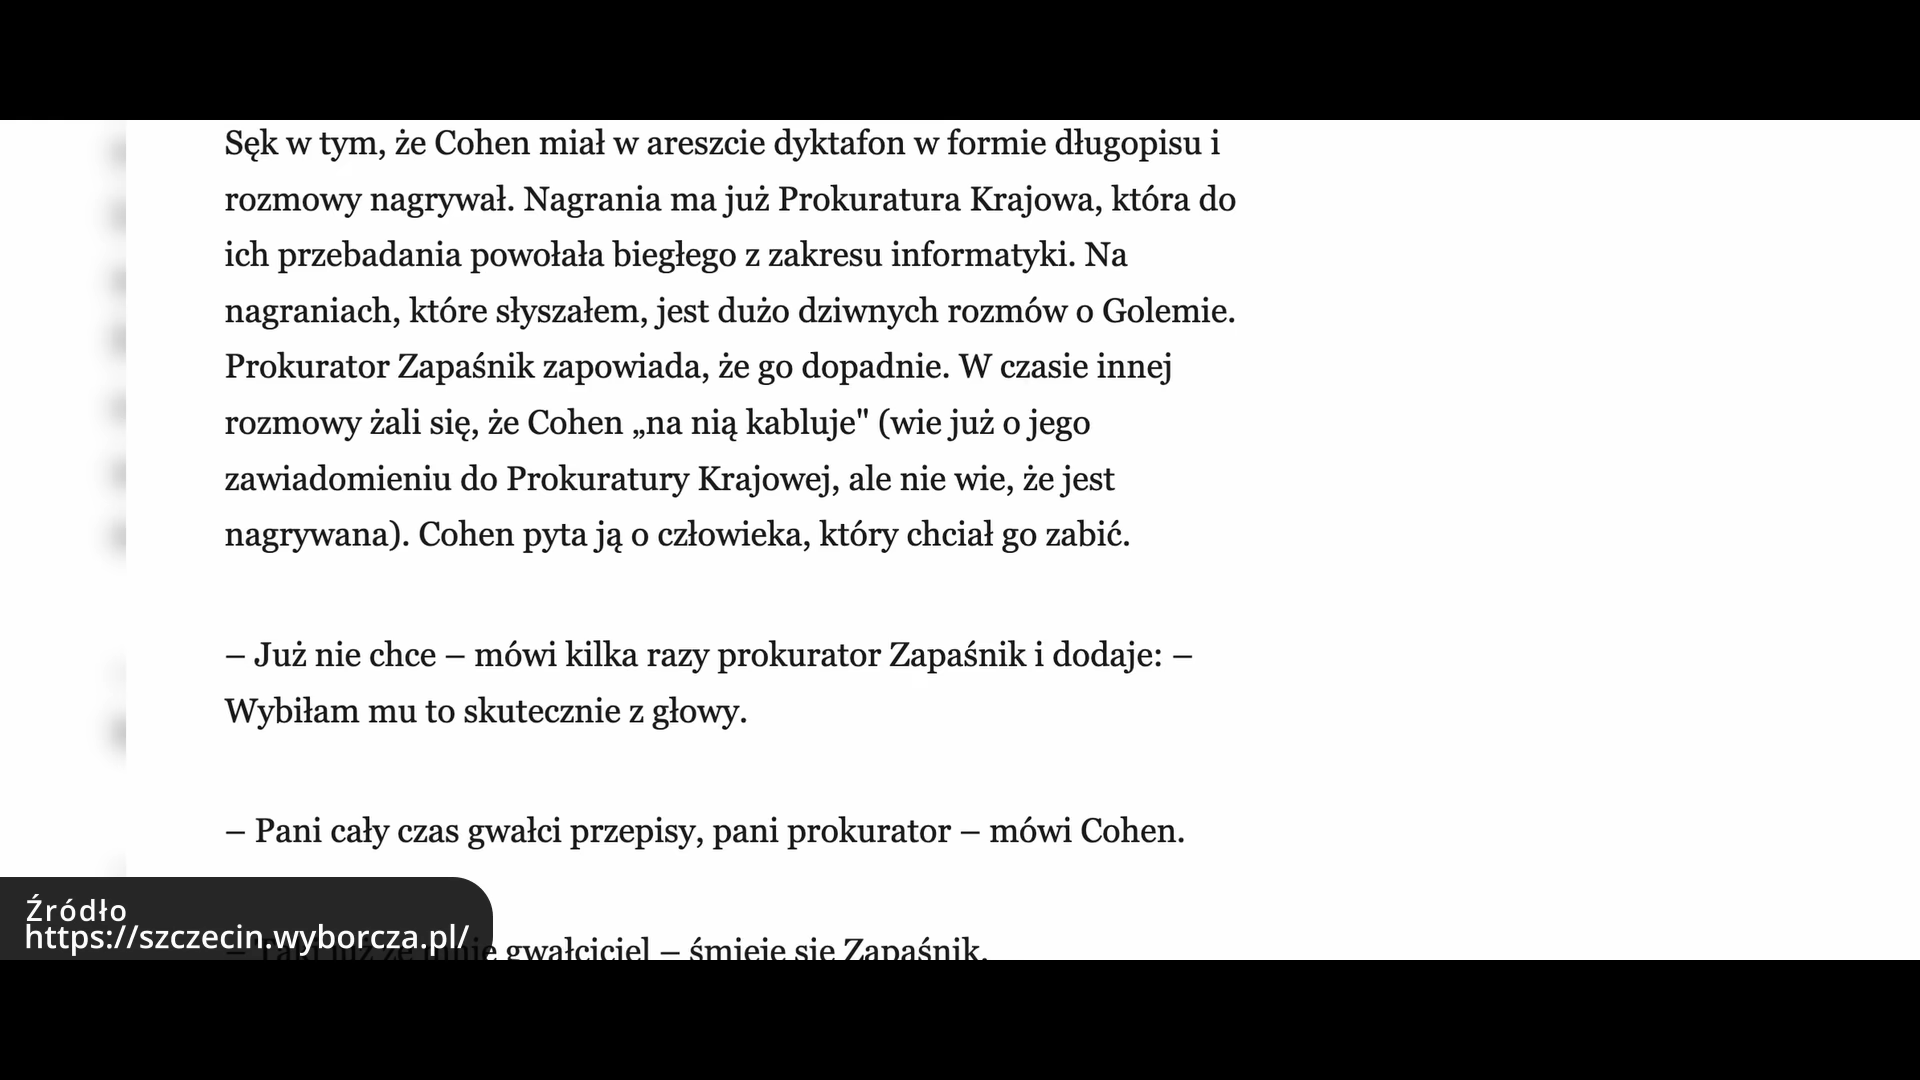 Sęk w tym, że Cohen miał w areszcie dyktafon w formie długopisu i
rozmowy nagrywał. Nagrania ma już Prokuratura Krajowa, która do
ich przebadania powołała biegłego z zakresu informatyki. Na
nagraniach, które słyszałem, jest dużo dziwnych rozmów o Golemie.
Prokurator Zapaśnik zapowiada, że go dopadnie. W czasie innej
rozmowy żali się, że Cohen „na nią kabluje" (wie już o jego
zawiadomieniu do Prokuratury Krajowej, ale nie wie, że jest
nagrywana). Cohen pyta ją o człowieka, który chciał go zabić.
– Już nie chce – mówi kilka razy prokurator Zapaśnik i dodaje: –
Wybiłam mu to skutecznie z głowy.
– Pani cały czas gwałci przepisy, pani prokurator – mówi Cohen.
– gwałciciel – śmieje się Zapaśnik.
Źródło
https://szczecin.wyborcza.pl/